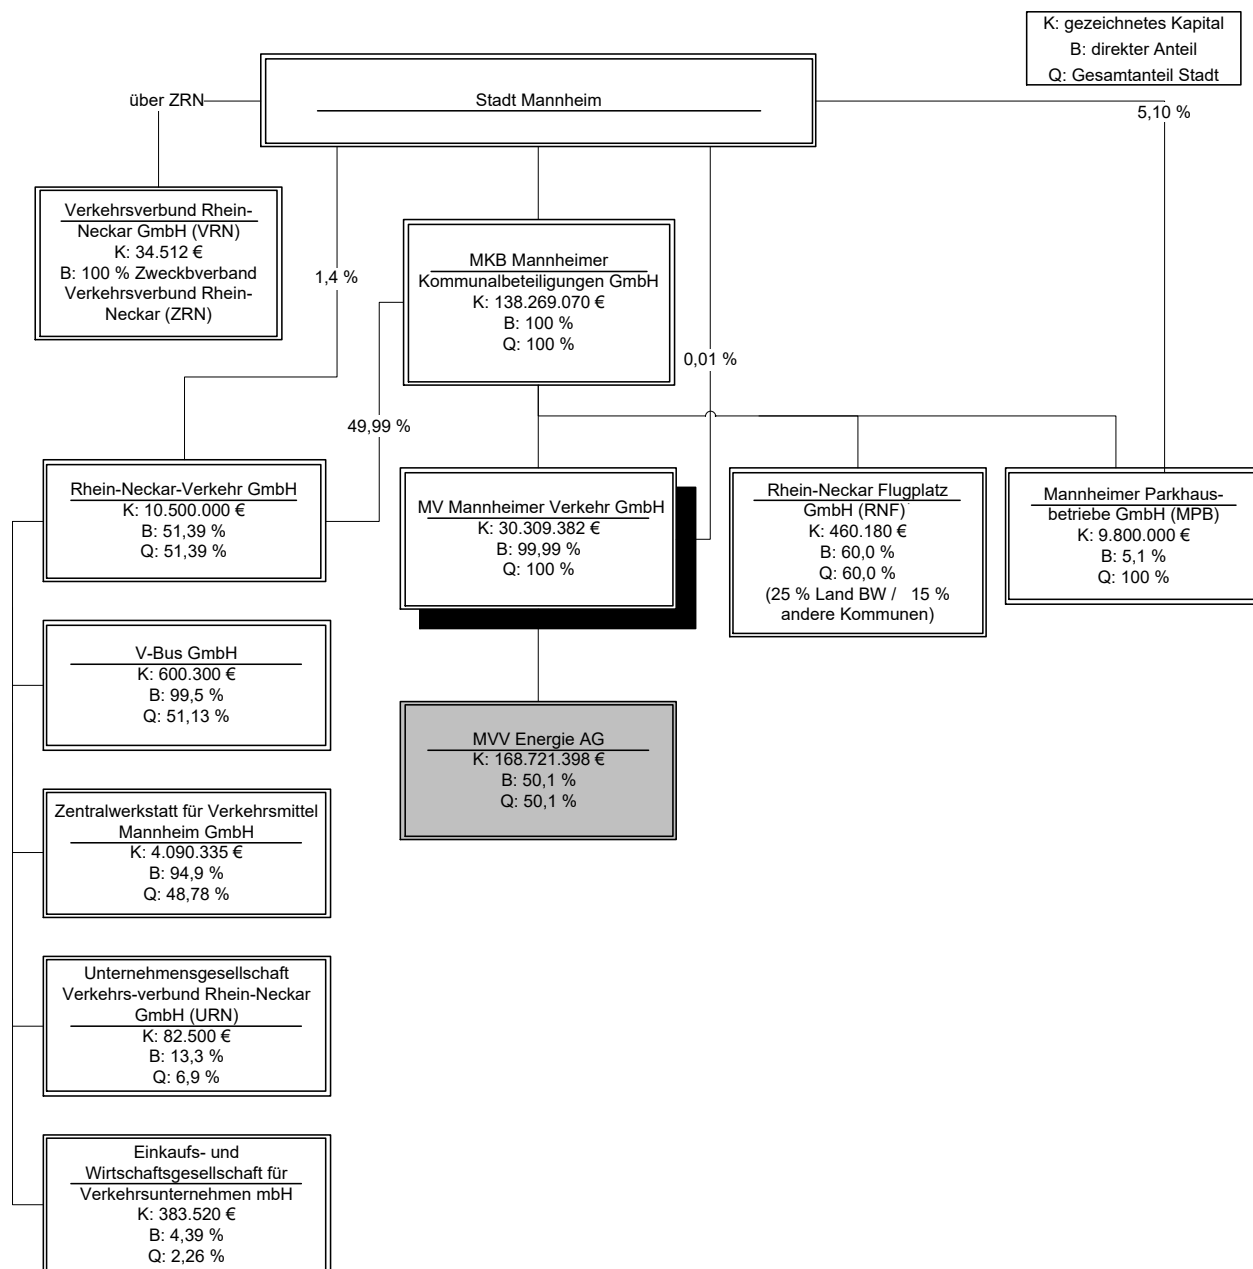 K: gezeichnetes Kapital
B: direkter Anteil
Q: Gesamtanteil Stadt
über ZRN
Stadt Mannheim
5,10 %
Verkehrsverbund Rhein-
Neckar GmbH (VRN)
K: 34.512 €
B: 100 % Zweckbverband
Verkehrsverbund Rhein-
Neckar (ZRN)
1,4 %
MKB Mannheimer
Kommunalbeteiligungen GmbH
K: 138.269.070 €
B: 100 %
Q: 100 %
0,01 %
49,99 %
Rhein-Neckar-Verkehr GmbH
K: 10.500.000 €
B: 51,39 %
Q: 51,39 %
MV Mannheimer Verkehr GmbH
K: 30.309.382 €
B: 99,99 %
Q: 100 %
Rhein-Neckar Flugplatz
GmbH (RNF)
K: 460.180 €
B: 60,0 %
Q: 60,0 %
(25 % Land BW / 15 %
andere Kommunen)
Mannheimer Parkhaus-
betriebe GmbH (MPB)
K: 9.800.000 €
B: 5,1 %
Q: 100 %
V-Bus GmbH
K: 600.300 €
B: 99,5 %
Q: 51,13 %
MVV Energie AG
K: 168.721.398 €
B: 50,1 %
Q: 50,1 %
Zentralwerkstatt für Verkehrsmittel
Mannheim GmbH
K: 4.090.335 €
B: 94,9 %
Q: 48,78 %
Unternehmensgesellschaft
Verkehrs-verbund Rhein-Neckar
GmbH (URN)
K: 82.500 €
B: 13,3 %
Q: 6,9 %
Einkaufs- und
Wirtschaftsgesellschaft für
Verkehrsunternehmen mbH
K: 383.520 €
B: 4,39 %
Q: 2,26 %